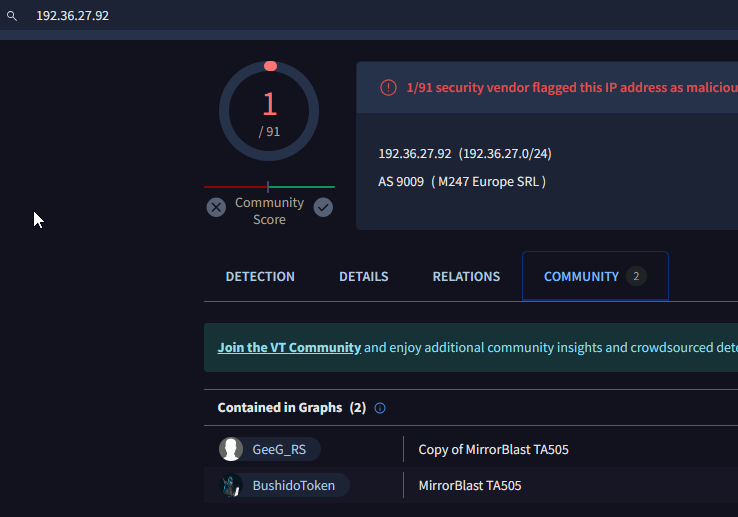 192.36.27.92
1
/ 91
Community
Score
1/91 security vendor flagged this IP address as maliciou
192.36.27.92 (192.36.27.0/24)
AS 9009 ( M247 Europe SRL )
DETECTION DETAILS RELATIONS COMMUNITY 2
Join the VT Community and enjoy additional community insights and crowdsourced dete
Contained in Graphs (2)
GeeG_RS Copy of MirrorBlast TA505
BushidoToken MirrorBlast TA505